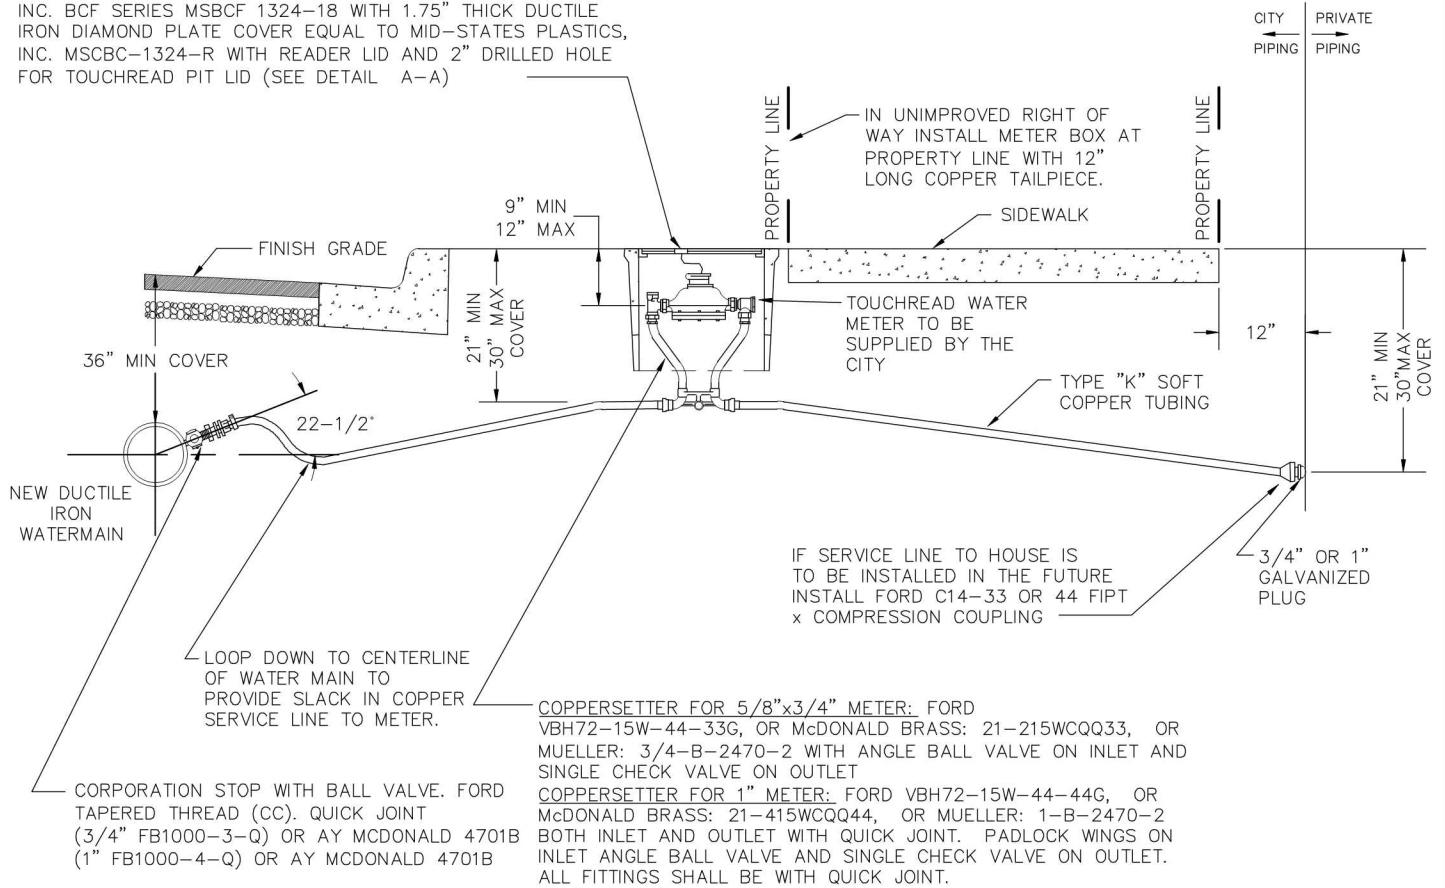 INC. BCF SERIES MSBCF 1324-18 WITH 1.75" THICK DUCTILE
IRON DIAMOND PLATE COVER EQUAL TO MID-STATES PLASTICS,
INC. MSCBC-1324-R WITH READER LID AND 2" DRILLED HOLE
FOR TOUCHREAD PIT LID (SEE DETAIL A-A)
CITY
PIPING
PRIVATE
PIPING
PROPERTY LINE
IN UNIMPROVED RIGHT OF
WAY INSTALL METER BOX AT
PROPERTY LINE WITH 12"
LONG COPPER TAILPIECE.
PROPERTY LINE
SIDEWALK
9" MIN
12" MAX
FINISH GRADE
36" MIN COVER
21" MIN
30" MAX
COVER
TOUCHREAD WATER
METER TO BE
SUPPLIED BY THE
CITY
12"
21" MIN
30"MAX
COVER
TYPE "K" SOFT
COPPER TUBING
22-1/2°
NEW DUCTILE
IRON
WATERMAIN
IF SERVICE LINE TO HOUSE IS
TO BE INSTALLED IN THE FUTURE
INSTALL FORD C14-33 OR 44 FIPT
x COMPRESSION COUPLING
3/4" OR 1"
GALVANIZED
PLUG
LOOP DOWN TO CENTERLINE
OF WATER MAIN TO
PROVIDE SLACK IN COPPER
SERVICE LINE TO METER.
CORPORATION STOP WITH BALL VALVE. FORD
TAPERED THREAD (CC). QUICK JOINT
(3/4" FB1000-3-Q) OR AY MCDONALD 4701B
(1" FB1000-4-Q) OR AY MCDONALD 4701B
COPPERSETTER FOR 5/8"x3/4" METER: FORD
VBH72-15W-44-33G, OR McDONALD BRASS: 21-215WCQQ33, OR
MUELLER: 3/4-B-2470-2 WITH ANGLE BALL VALVE ON INLET AND
SINGLE CHECK VALVE ON OUTLET
COPPERSETTER FOR 1" METER: FORD VBH72-15W-44-44G, OR
McDONALD BRASS: 21-415WCQQ44, OR MUELLER: 1-B-2470-2
BOTH INLET AND OUTLET WITH QUICK JOINT. PADLOCK WINGS ON
INLET ANGLE BALL VALVE AND SINGLE CHECK VALVE ON OUTLET.
ALL FITTINGS SHALL BE WITH QUICK JOINT.